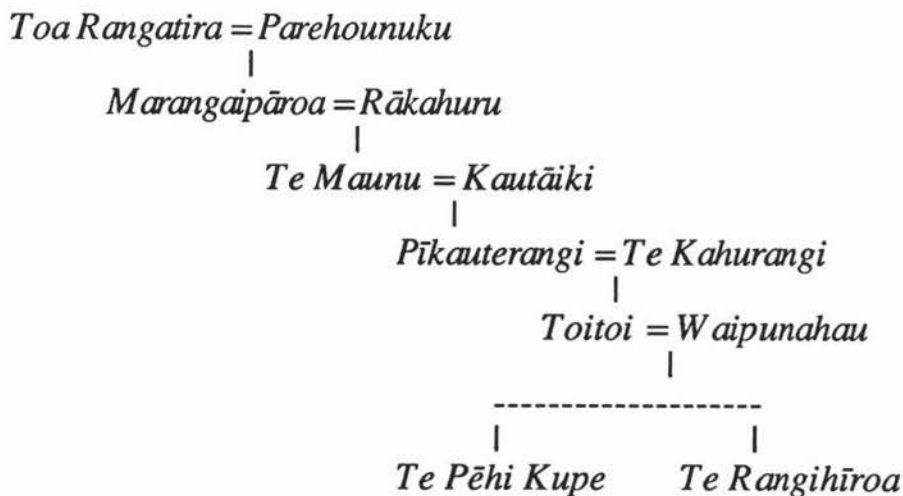 Toa Rangatira = Parehounuku
Marangaipāroa = Rākahuru
Te Maunu = Kautāiki
Pīkauterangi = Te Kahurangi
Toitoi = Waipunahau
Te Pēhi Kupe Te Rangihīroa